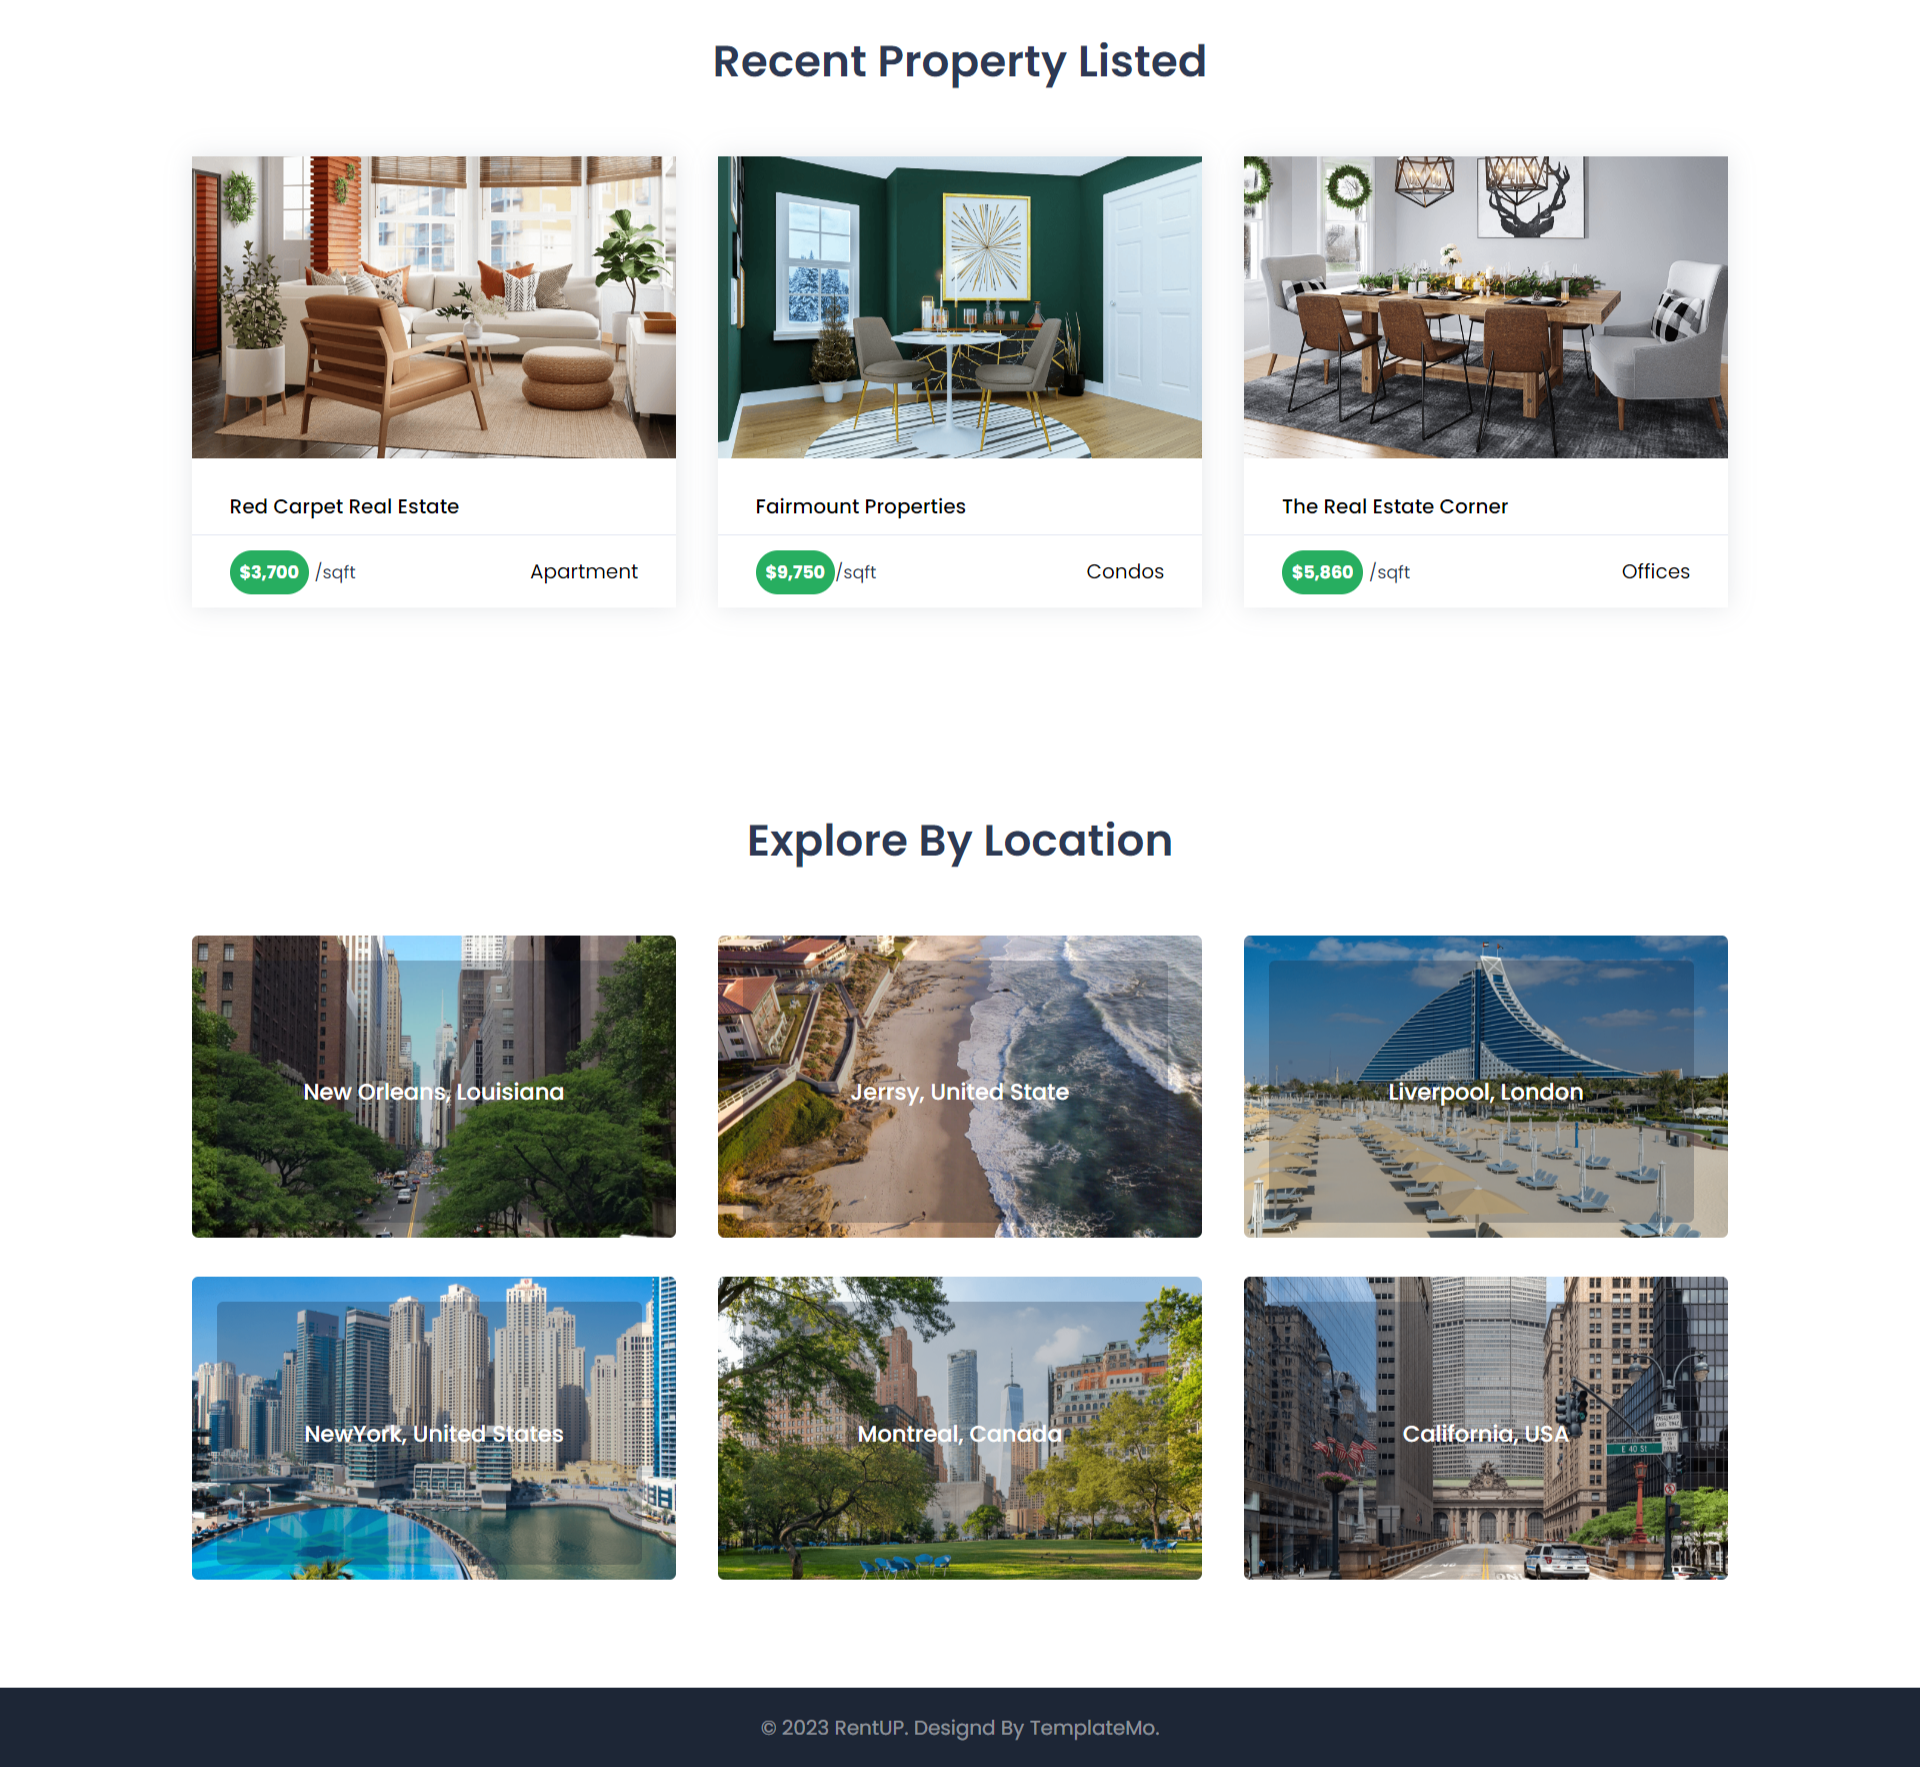 Recent Property Listed
Red Carpet Real Estate
$3,700 /sqft Apartment
Fairmount Properties
$9,750/sqft Condos
The Real Estate Corner
$5,860 /sqft Offices
Explore By Location
New Orleans, Louisiana
Jerrsy, United State
Liverpool, London
NewYork, United States
Montreal, Canada
California, USA
E 40 St
© 2023 RentUP. Designd By TemplateMo.